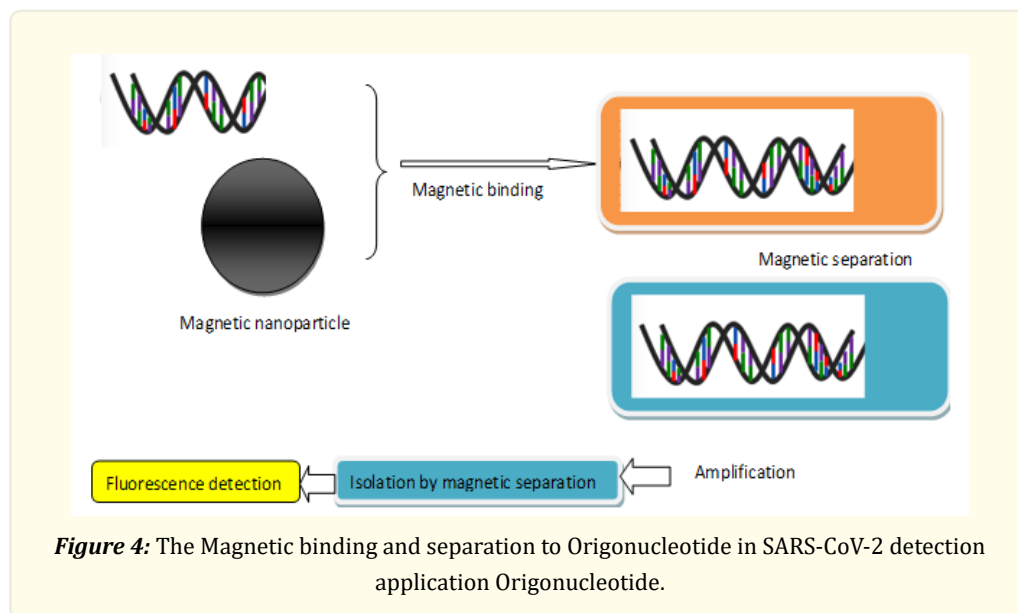 Magnetic binding
Magnetic separation
Magnetic nanoparticle
Amplification
Isolation by magnetic separation
Fluorescence detection
Figure 4: The Magnetic binding and separation to Origonucleotide in SARS-CoV-2 detection
application Origonucleotide.